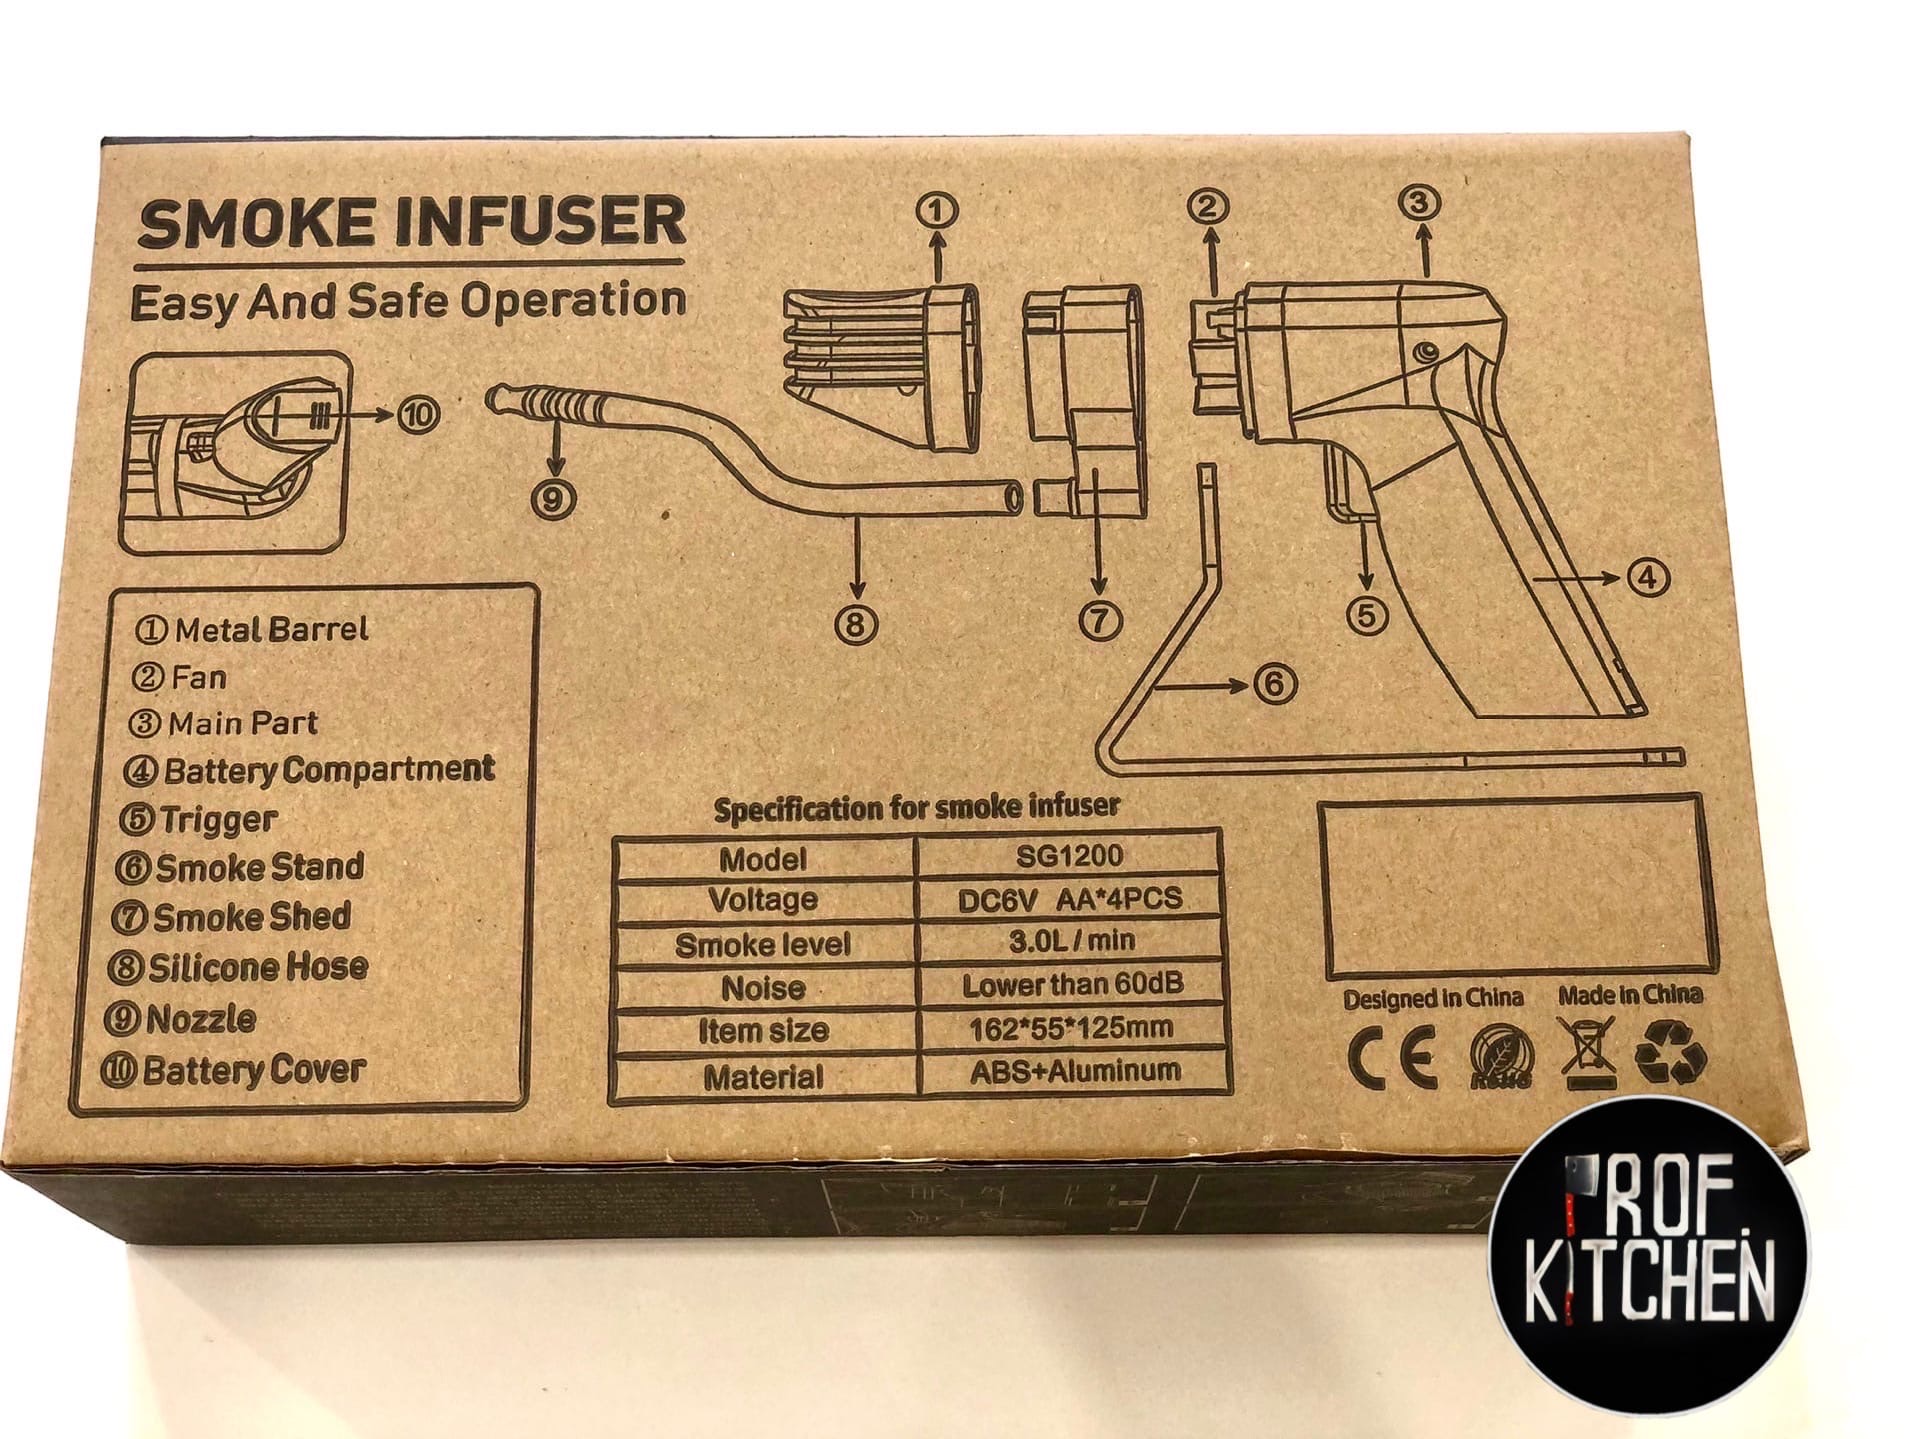 SMOKE INFUSER
Easy And Safe Operation
① ② ③
⑩
⑨
⑧ ⑦ ⑤ ④
⑥
① Metal Barrel
② Fan
③ Main Part
④ Battery Compartment
⑤ Trigger
⑥ Smoke Stand
⑦ Smoke Shed
⑧ Silicone Hose
⑨ Nozzle
⑩ Battery Cover
Specification for smoke infuser
Model SG1200
Voltage DC6V AA*4PCS
Smoke level 3.0L/min
Noise Lower than 60dB
Item size 162*55*125mm
Material ABS+Aluminum
Designed in China Made in China
CE RoHS
PROF.
KITCHEN